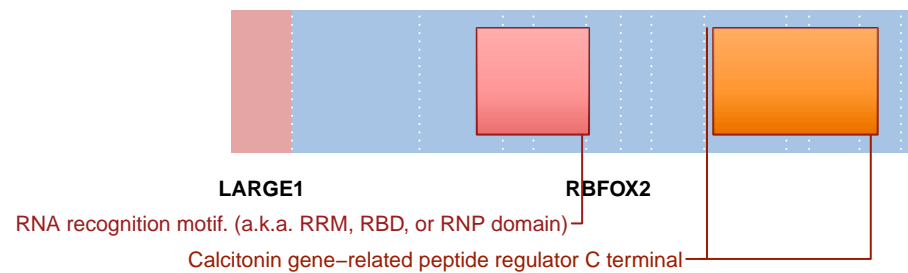 LARGE1 RBFOX2
RNA recognition motif. (a.k.a. RRM, RBD, or RNP domain)
Calcitonin gene−related peptide regulator C terminal